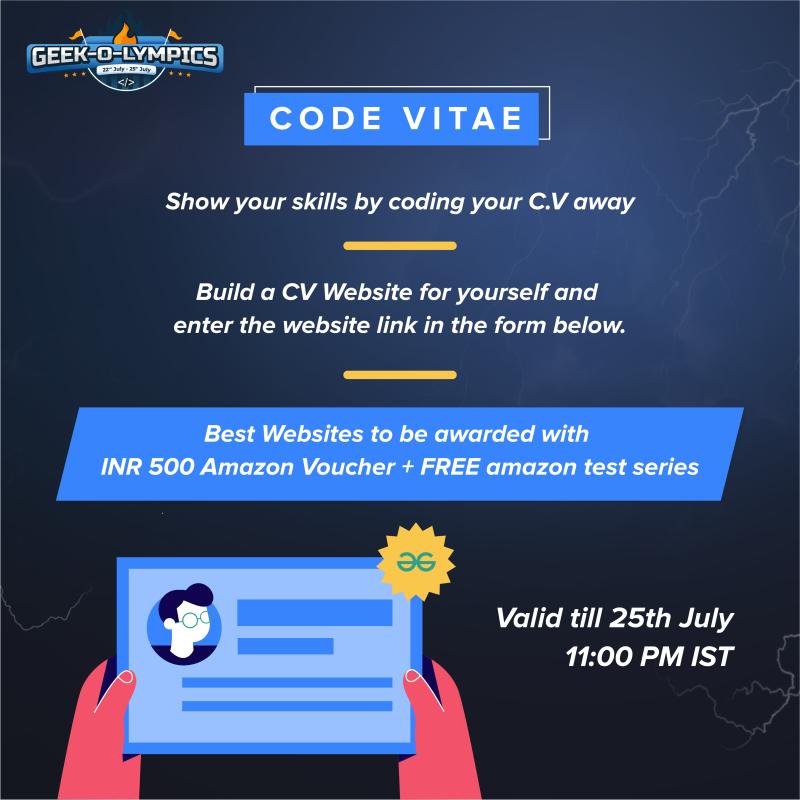 GEEK-O-LYMPICS
22nd July - 25th July
</>
CODE VITAE
Show your skills by coding your C.V away
Build a CV Website for yourself and
enter the website link in the form below.
Best Websites to be awarded with
INR 500 Amazon Voucher + FREE amazon test series
Valid till 25th July
11:00 PM IST